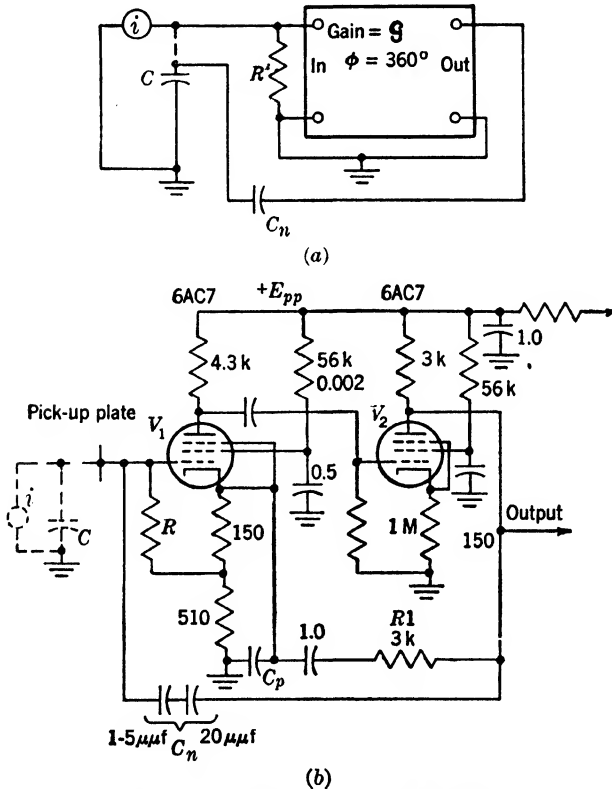 i
C
R'
Gain = G
In ϕ = 360° Out
C_n
(a)
6AC7 +E_pp 6AC7
4.3 k
56 k
0.002
3 k
1.0
56 k
Pick-up plate
V_1
V_2
0.5
i
C
R
150
1 M
150
Output
510
C_p
1.0
R1
3 k
1-5μμf C_n 20μμf
(b)